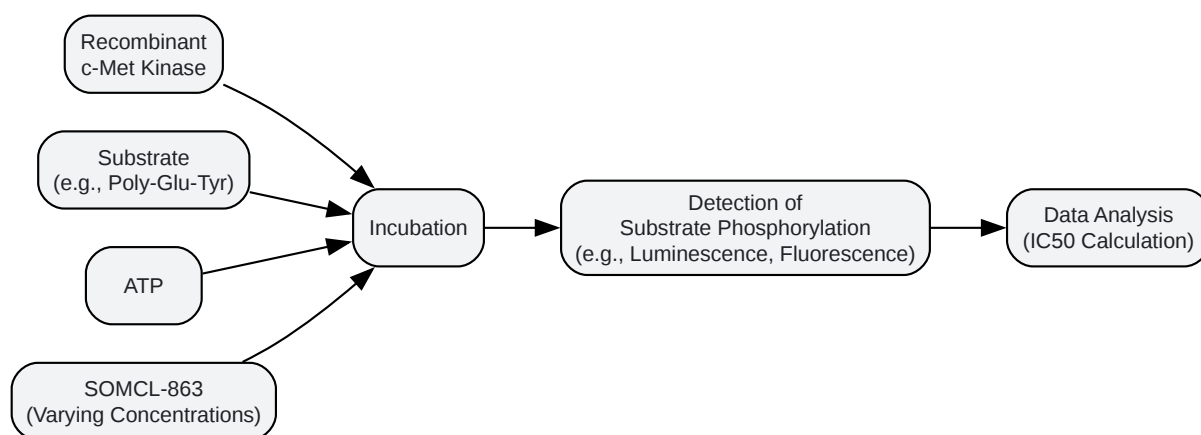 Recombinant
c-Met Kinase
Substrate
(e.g., Poly-Glu-Tyr)
ATP
SOMCL-863
(Varying Concentrations)
Incubation
Detection of
Substrate Phosphorylation
(e.g., Luminescence, Fluorescence)
Data Analysis
(IC50 Calculation)